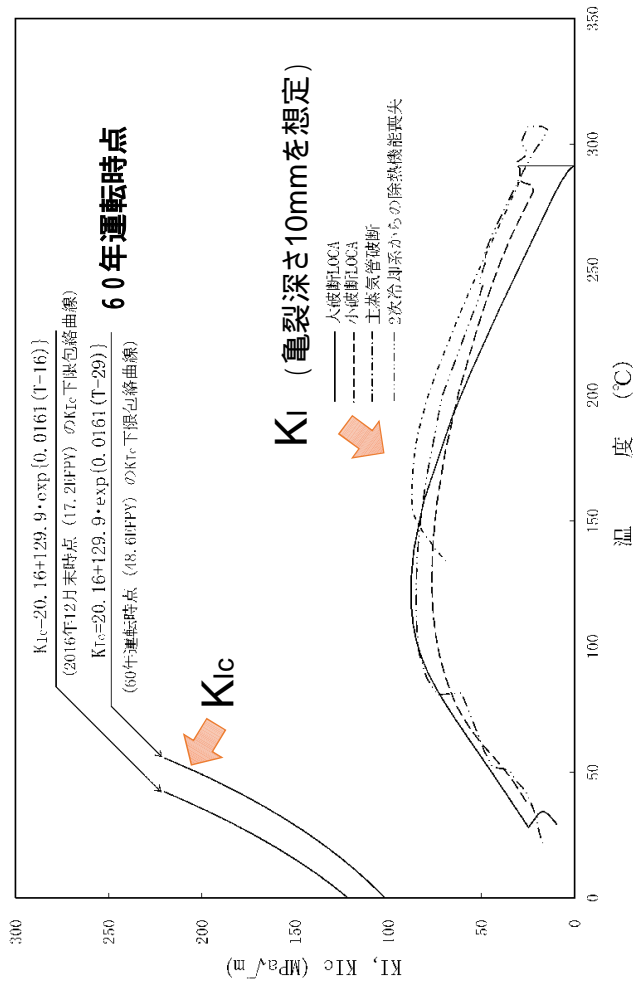 KIc=20.16+129.9・exp{0.0161(T-16)}
(2016年12月末時点 (17.2EFPY) のKIc下限包絡曲線)
KIc=20.16+129.9・exp{0.0161(T-29)}
60年運転時点
(60年運転時点 (48.6EFPY) のKIc下限包絡曲線)
KIc
KI (亀裂深さ10mmを想定)
大破断LOCA
小破断LOCA
主蒸気管破断
2次冷却系からの除熱機能喪失
KI, KIc (MPa√m)
300
250
200
150
100
50
0
0
50
100
150
200
250
300
350
温 度 (℃)